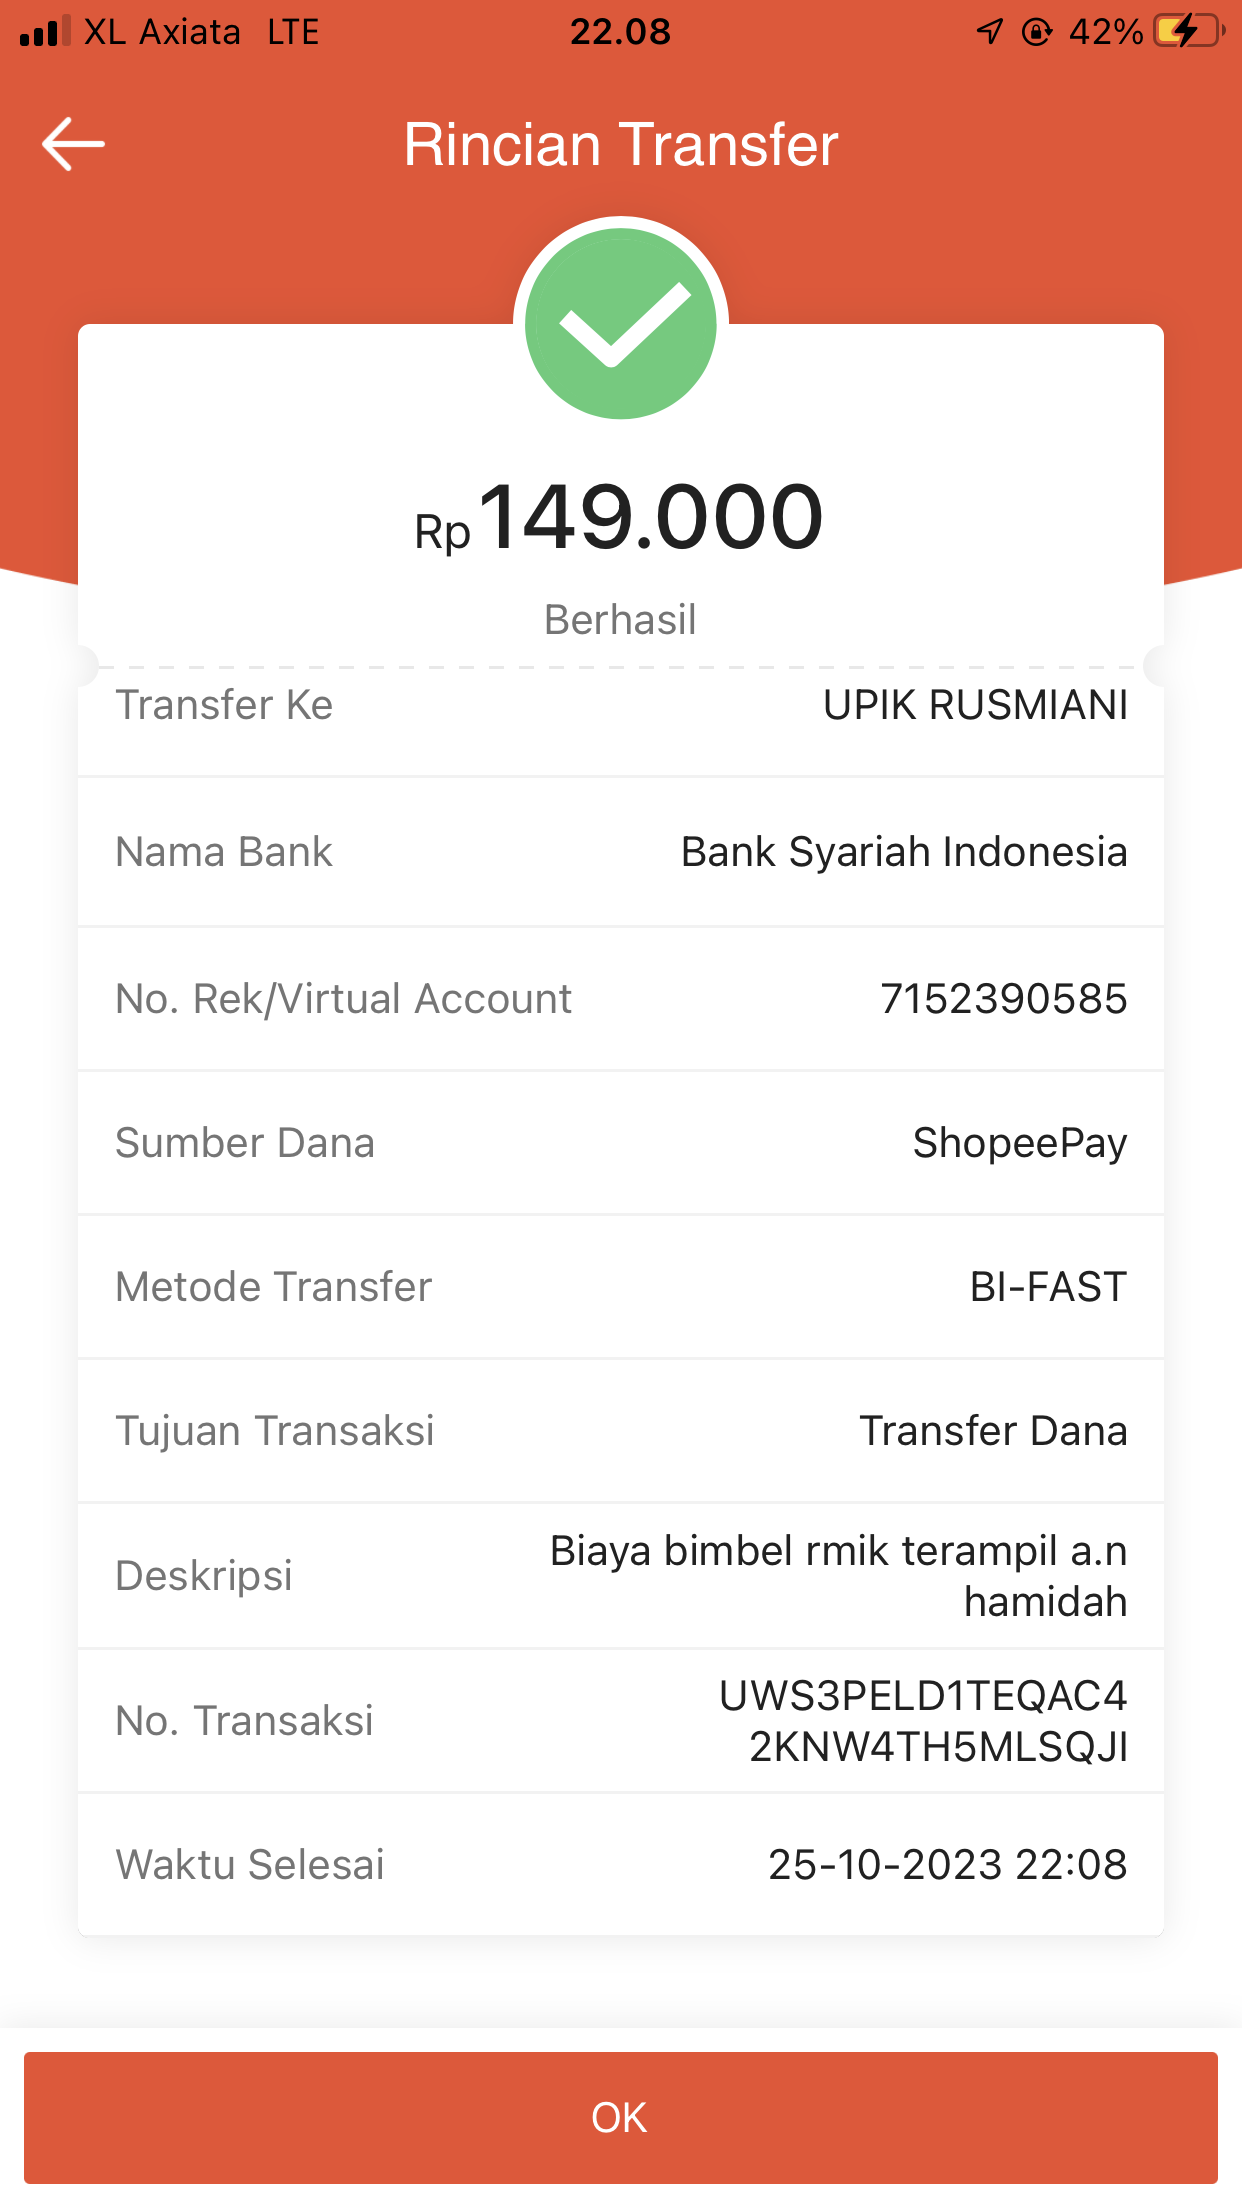 XL Axiata LTE 22.08 42%
Rincian Transfer
Rp149.000
Berhasil
Transfer Ke UPIK RUSMIANI
Nama Bank Bank Syariah Indonesia
No. Rek/Virtual Account 7152390585
Sumber Dana ShopeePay
Metode Transfer BI-FAST
Tujuan Transaksi Transfer Dana
Deskripsi Biaya bimbel rmik terampil a.n
hamidah
No. Transaksi UWS3PELD1TEQAC4
2KNW4TH5MLSQJI
Waktu Selesai 25-10-2023 22:08
OK